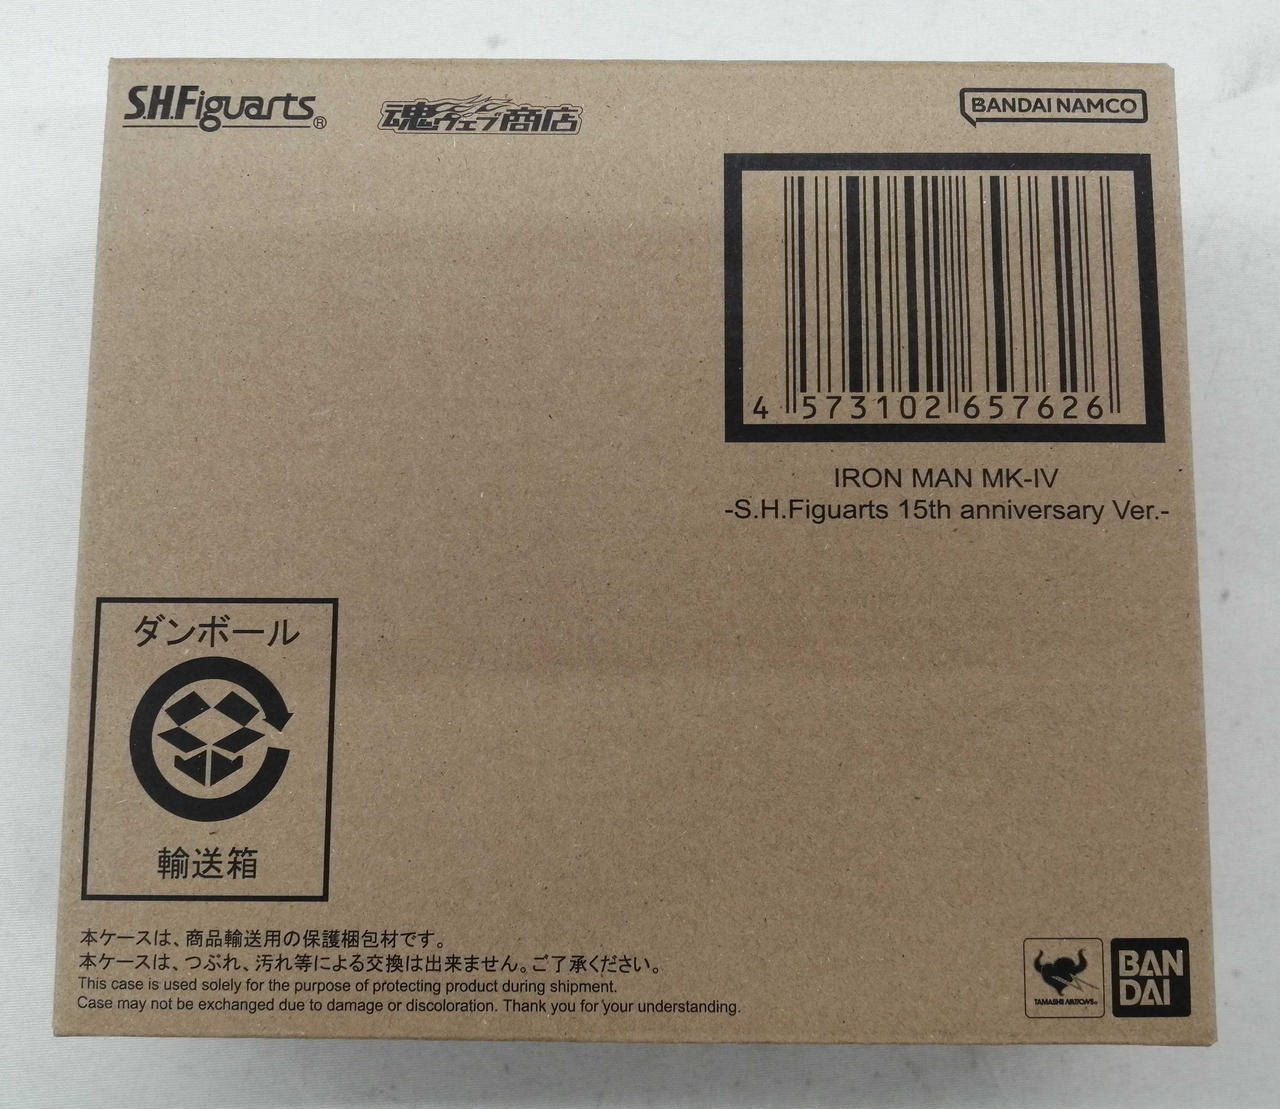 S.H.Figuarts®
魂ウェブ商店
BANDAI NAMCO
4 573102 657626
IRON MAN MK-IV
-S.H.Figuarts 15th anniversary Ver.-
ダンボール
輸送箱
本ケースは、商品輸送用の保護梱包材です。
本ケースは、つぶれ、汚れ等による交換は出来ません。ご了承ください。
This case is used solely for the purpose of protecting product during shipment.
Case may not be exchanged due to damage or discoloration. Thank you for your understanding.
TAMASHII NATIONS
BAN
DAI